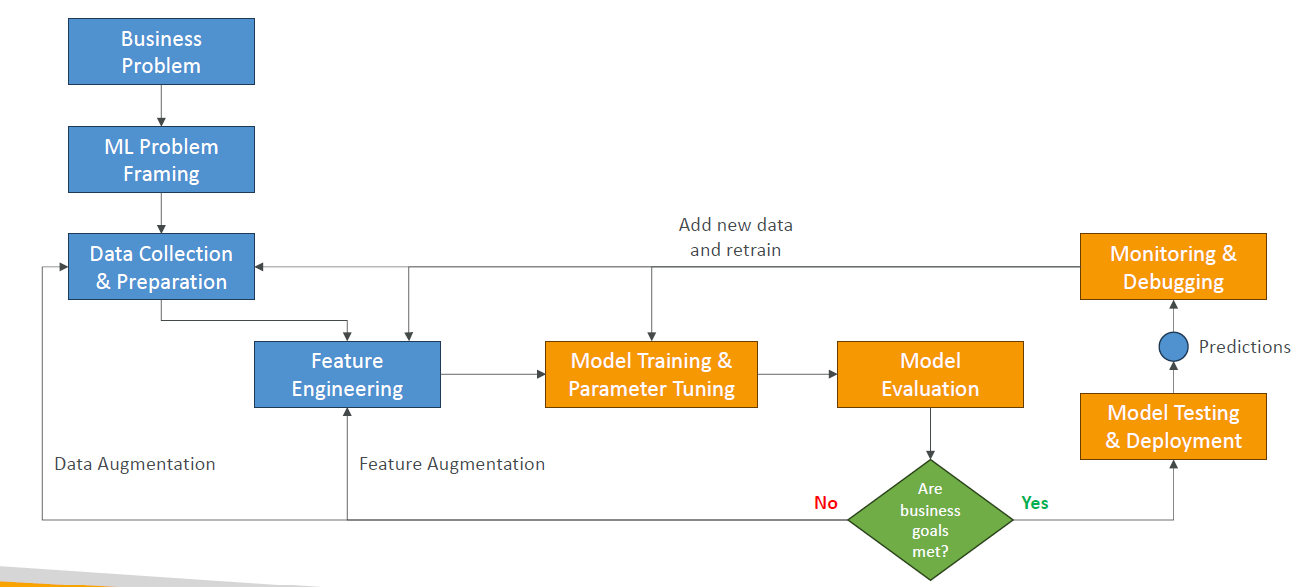 Business
Problem
ML Problem
Framing
Data Collection
& Preparation
Add new data
and retrain
Monitoring &
Debugging
Predictions
Feature
Engineering
Model Training &
Parameter Tuning
Model
Evaluation
Model Testing
& Deployment
Data Augmentation
Feature Augmentation
No
Are
business
goals
met?
Yes